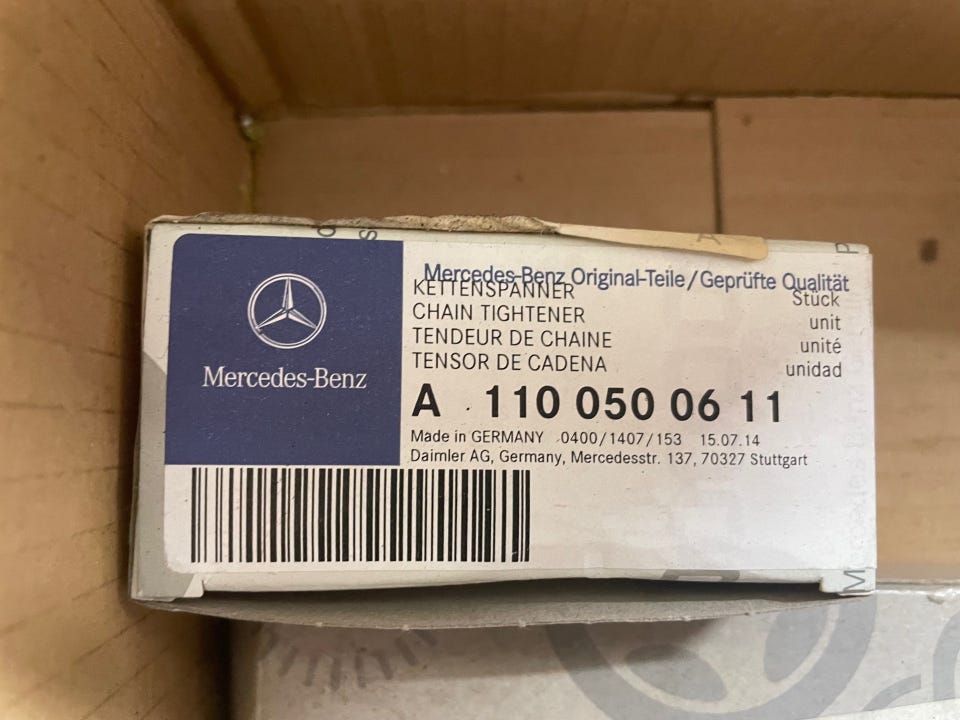 Mercedes-Benz
Mercedes-Benz Original-Teile/Geprüfte Qualität
KETTENSPANNER Stück
CHAIN TIGHTENER unit
TENDEUR DE CHAINE unité
TENSOR DE CADENA unidad
A 110 050 06 11
Made in GERMANY 0400/1407/153 15.07.14
Daimler AG, Germany, Mercedesstr. 137, 70327 Stuttgart